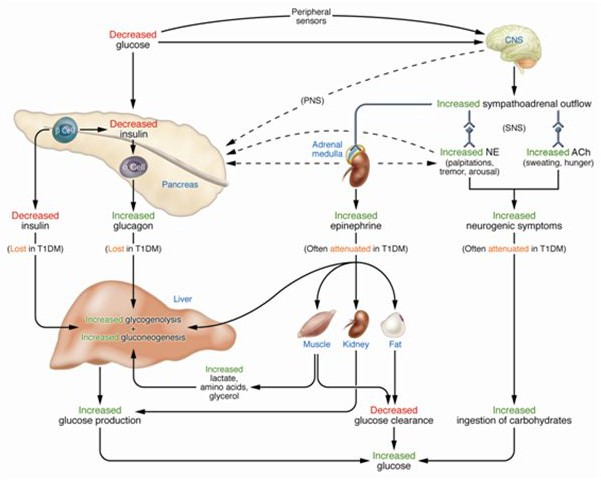 Peripheral
sensors
Decreased
glucose
CNS
(PNS)
Increased sympathoadrenal outflow
(SNS)
β Cell
Decreased
insulin
α Cell
Pancreas
Adrenal
medulla
Increased NE
(palpitations,
tremor, arousal)
Increased ACh
(sweating, hunger)
Decreased
insulin
(Lost in T1DM)
Increased
glucagon
(Lost in T1DM)
Increased
epinephrine
(Often attenuated in T1DM)
Increased
neurogenic symptoms
(Often attenuated in T1DM)
Liver
Increased glycogenolysis
+
Increased gluconeogenesis
Muscle
Kidney
Fat
Increased
lactate,
amino acids,
glycerol
Increased
glucose production
Decreased
glucose clearance
Increased
ingestion of carbohydrates
Increased
glucose